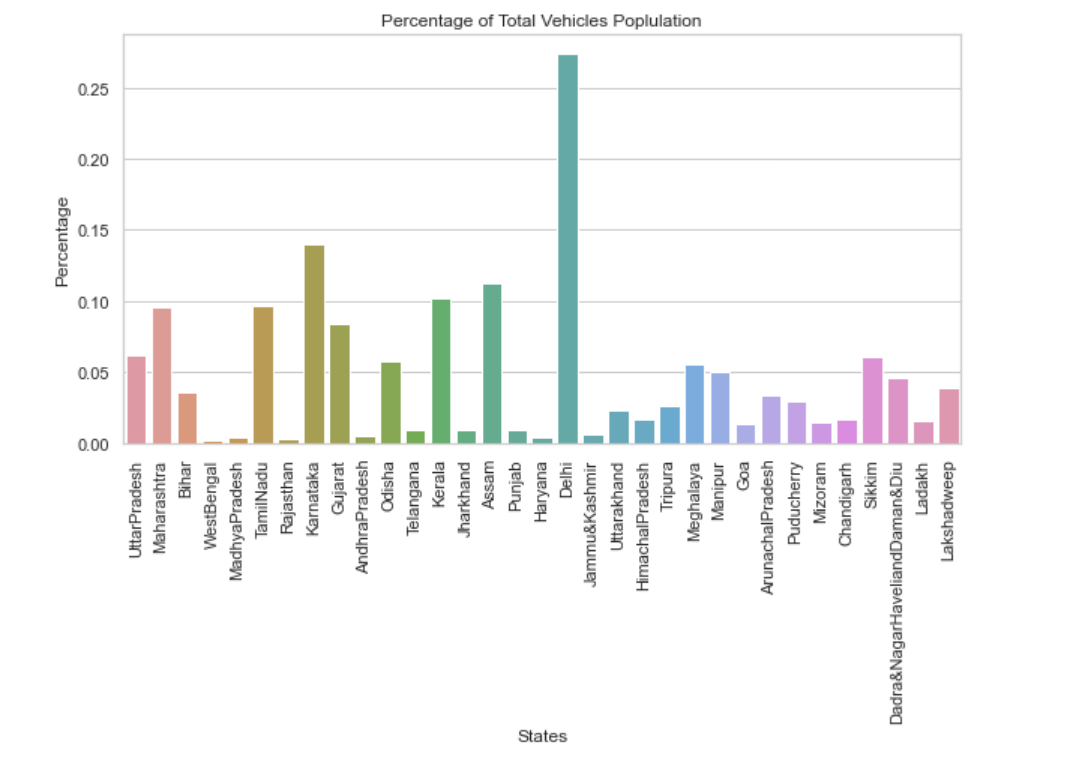 Percentage of Total Vehicles Poplulation
Percentage
0.25
0.20
0.15
0.10
0.05
0.00
UttarPradesh
Maharashtra
Bihar
WestBengal
MadhyaPradesh
TamilNadu
Rajasthan
Karnataka
Gujarat
AndhraPradesh
Odisha
Telangana
Kerala
Jharkhand
Assam
Punjab
Haryana
Delhi
Jammu&Kashmir
Uttarakhand
HimachalPradesh
Tripura
Meghalaya
Manipur
Goa
ArunachalPradesh
Puducherry
Mizoram
Chandigarh
Sikkim
Dadra&NagarHaveliandDaman&Diu
Ladakh
Lakshadweep
States